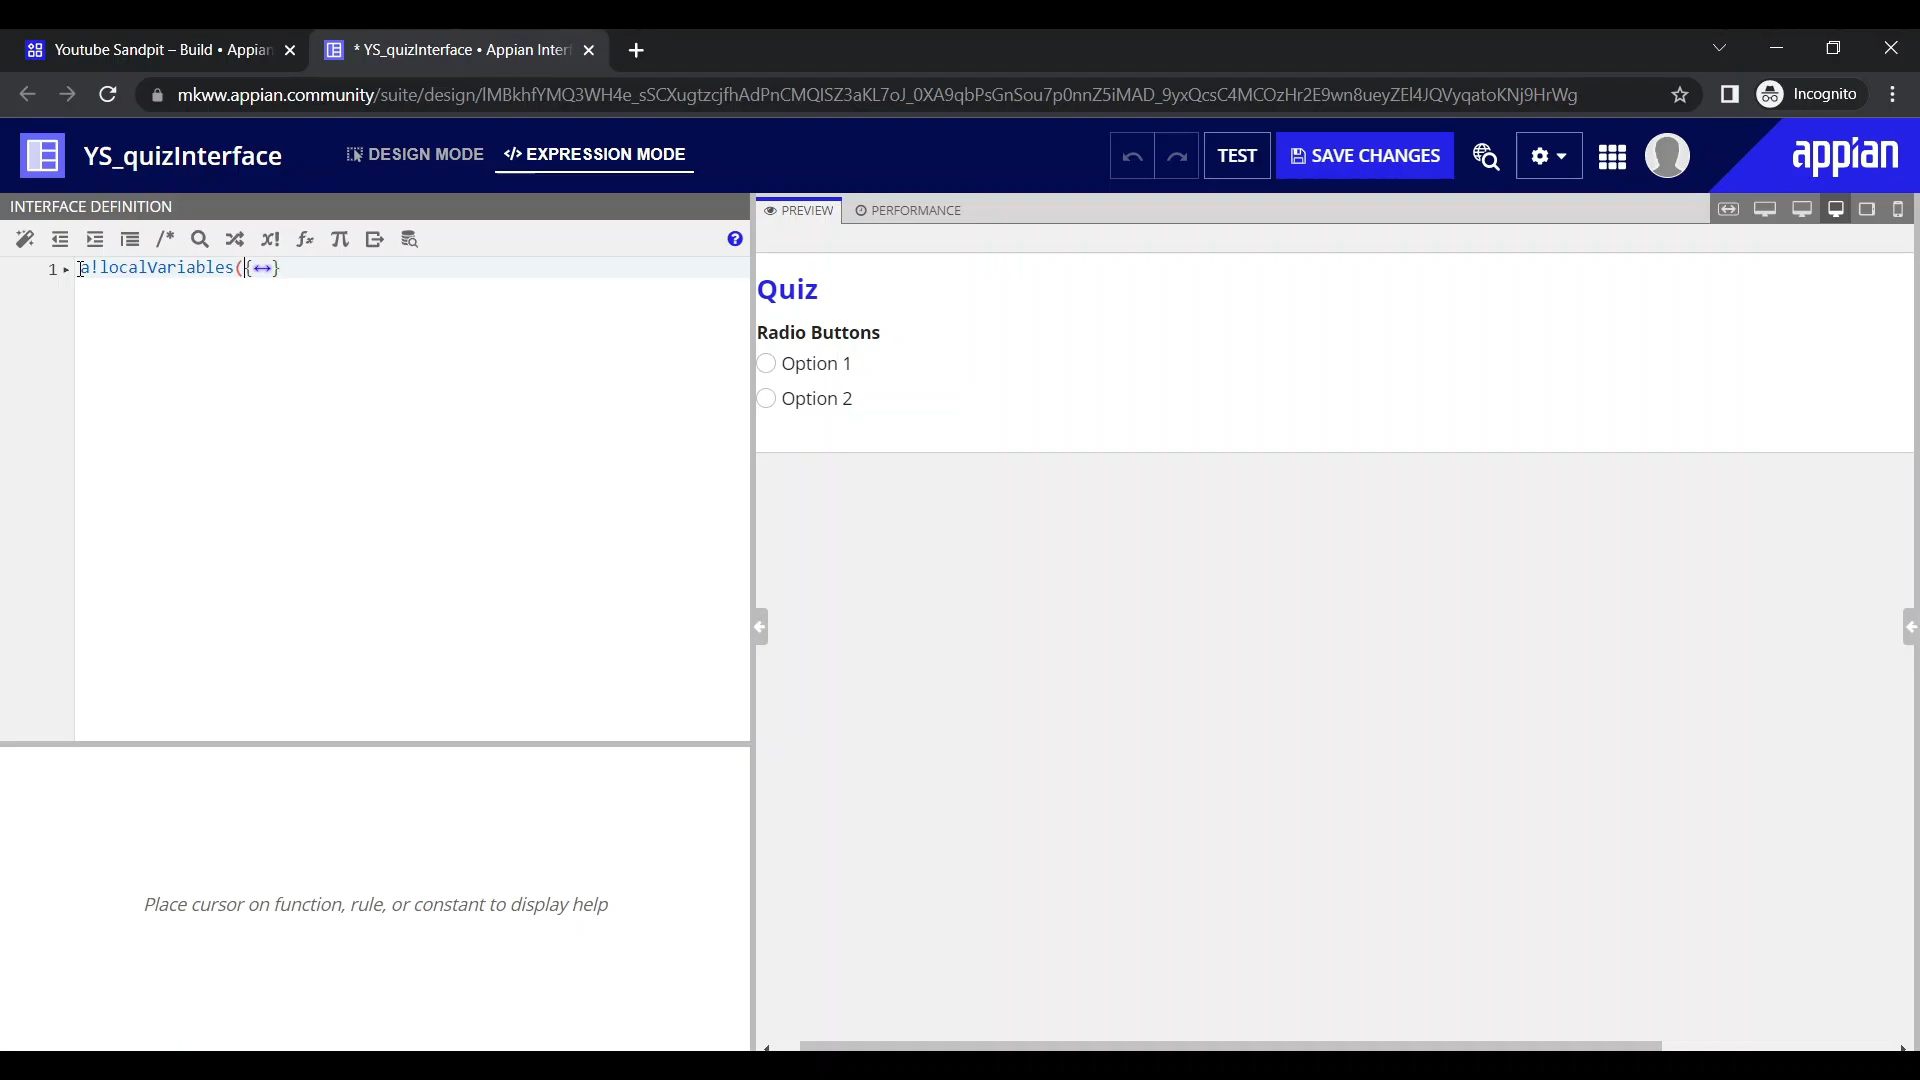 Youtube Sandpit – Build • Appian
* YS_quizInterface • Appian Interf
mkww.appian.community/suite/design/lMBkhfYMQ3WH4e_sSCXugtzcjfhAdPnCMQISZ3aKL7oJ_0XA9qbPsGnSou7p0nnZ5iMAD_9yxQcsC4MCOzHr2E9wn8ueyZEl4JQVyqatoKNj9HrWg
Incognito
YS_quizInterface
DESIGN MODE
</> EXPRESSION MODE
TEST
SAVE CHANGES
appian
INTERFACE DEFINITION
PREVIEW
PERFORMANCE
1
a!localVariables({↔}
Quiz
Radio Buttons
Option 1
Option 2
Place cursor on function, rule, or constant to display help